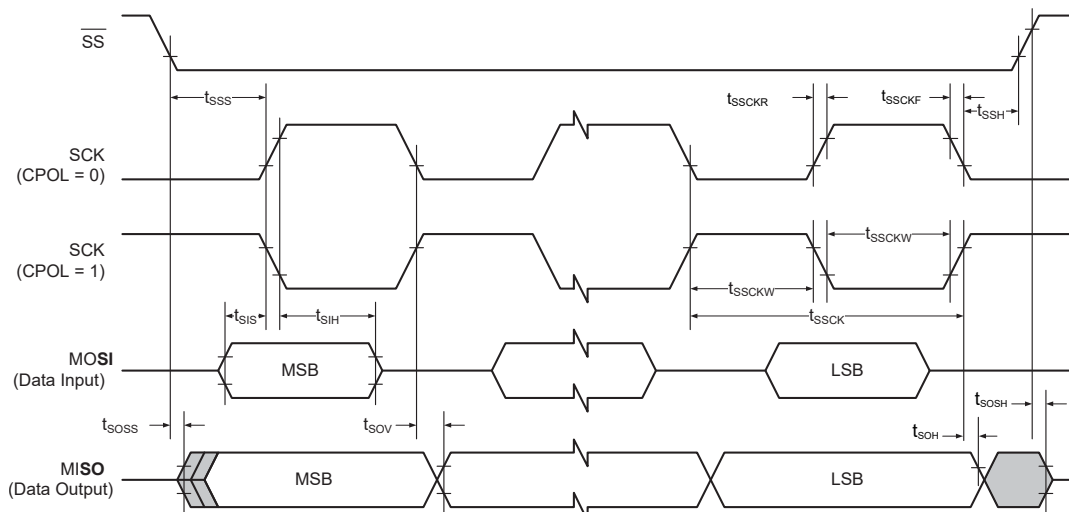 SS
tSSS
tSSCKR
tSSCKF
tSSH
SCK
(CPOL = 0)
SCK
(CPOL = 1)
tSSCKW
tSSCKW
tSSCK
tSIS
tSIH
MOSI
(Data Input)
MSB
LSB
tSOSS
tSOV
tSOH
tSOSH
MISO
(Data Output)
MSB
LSB